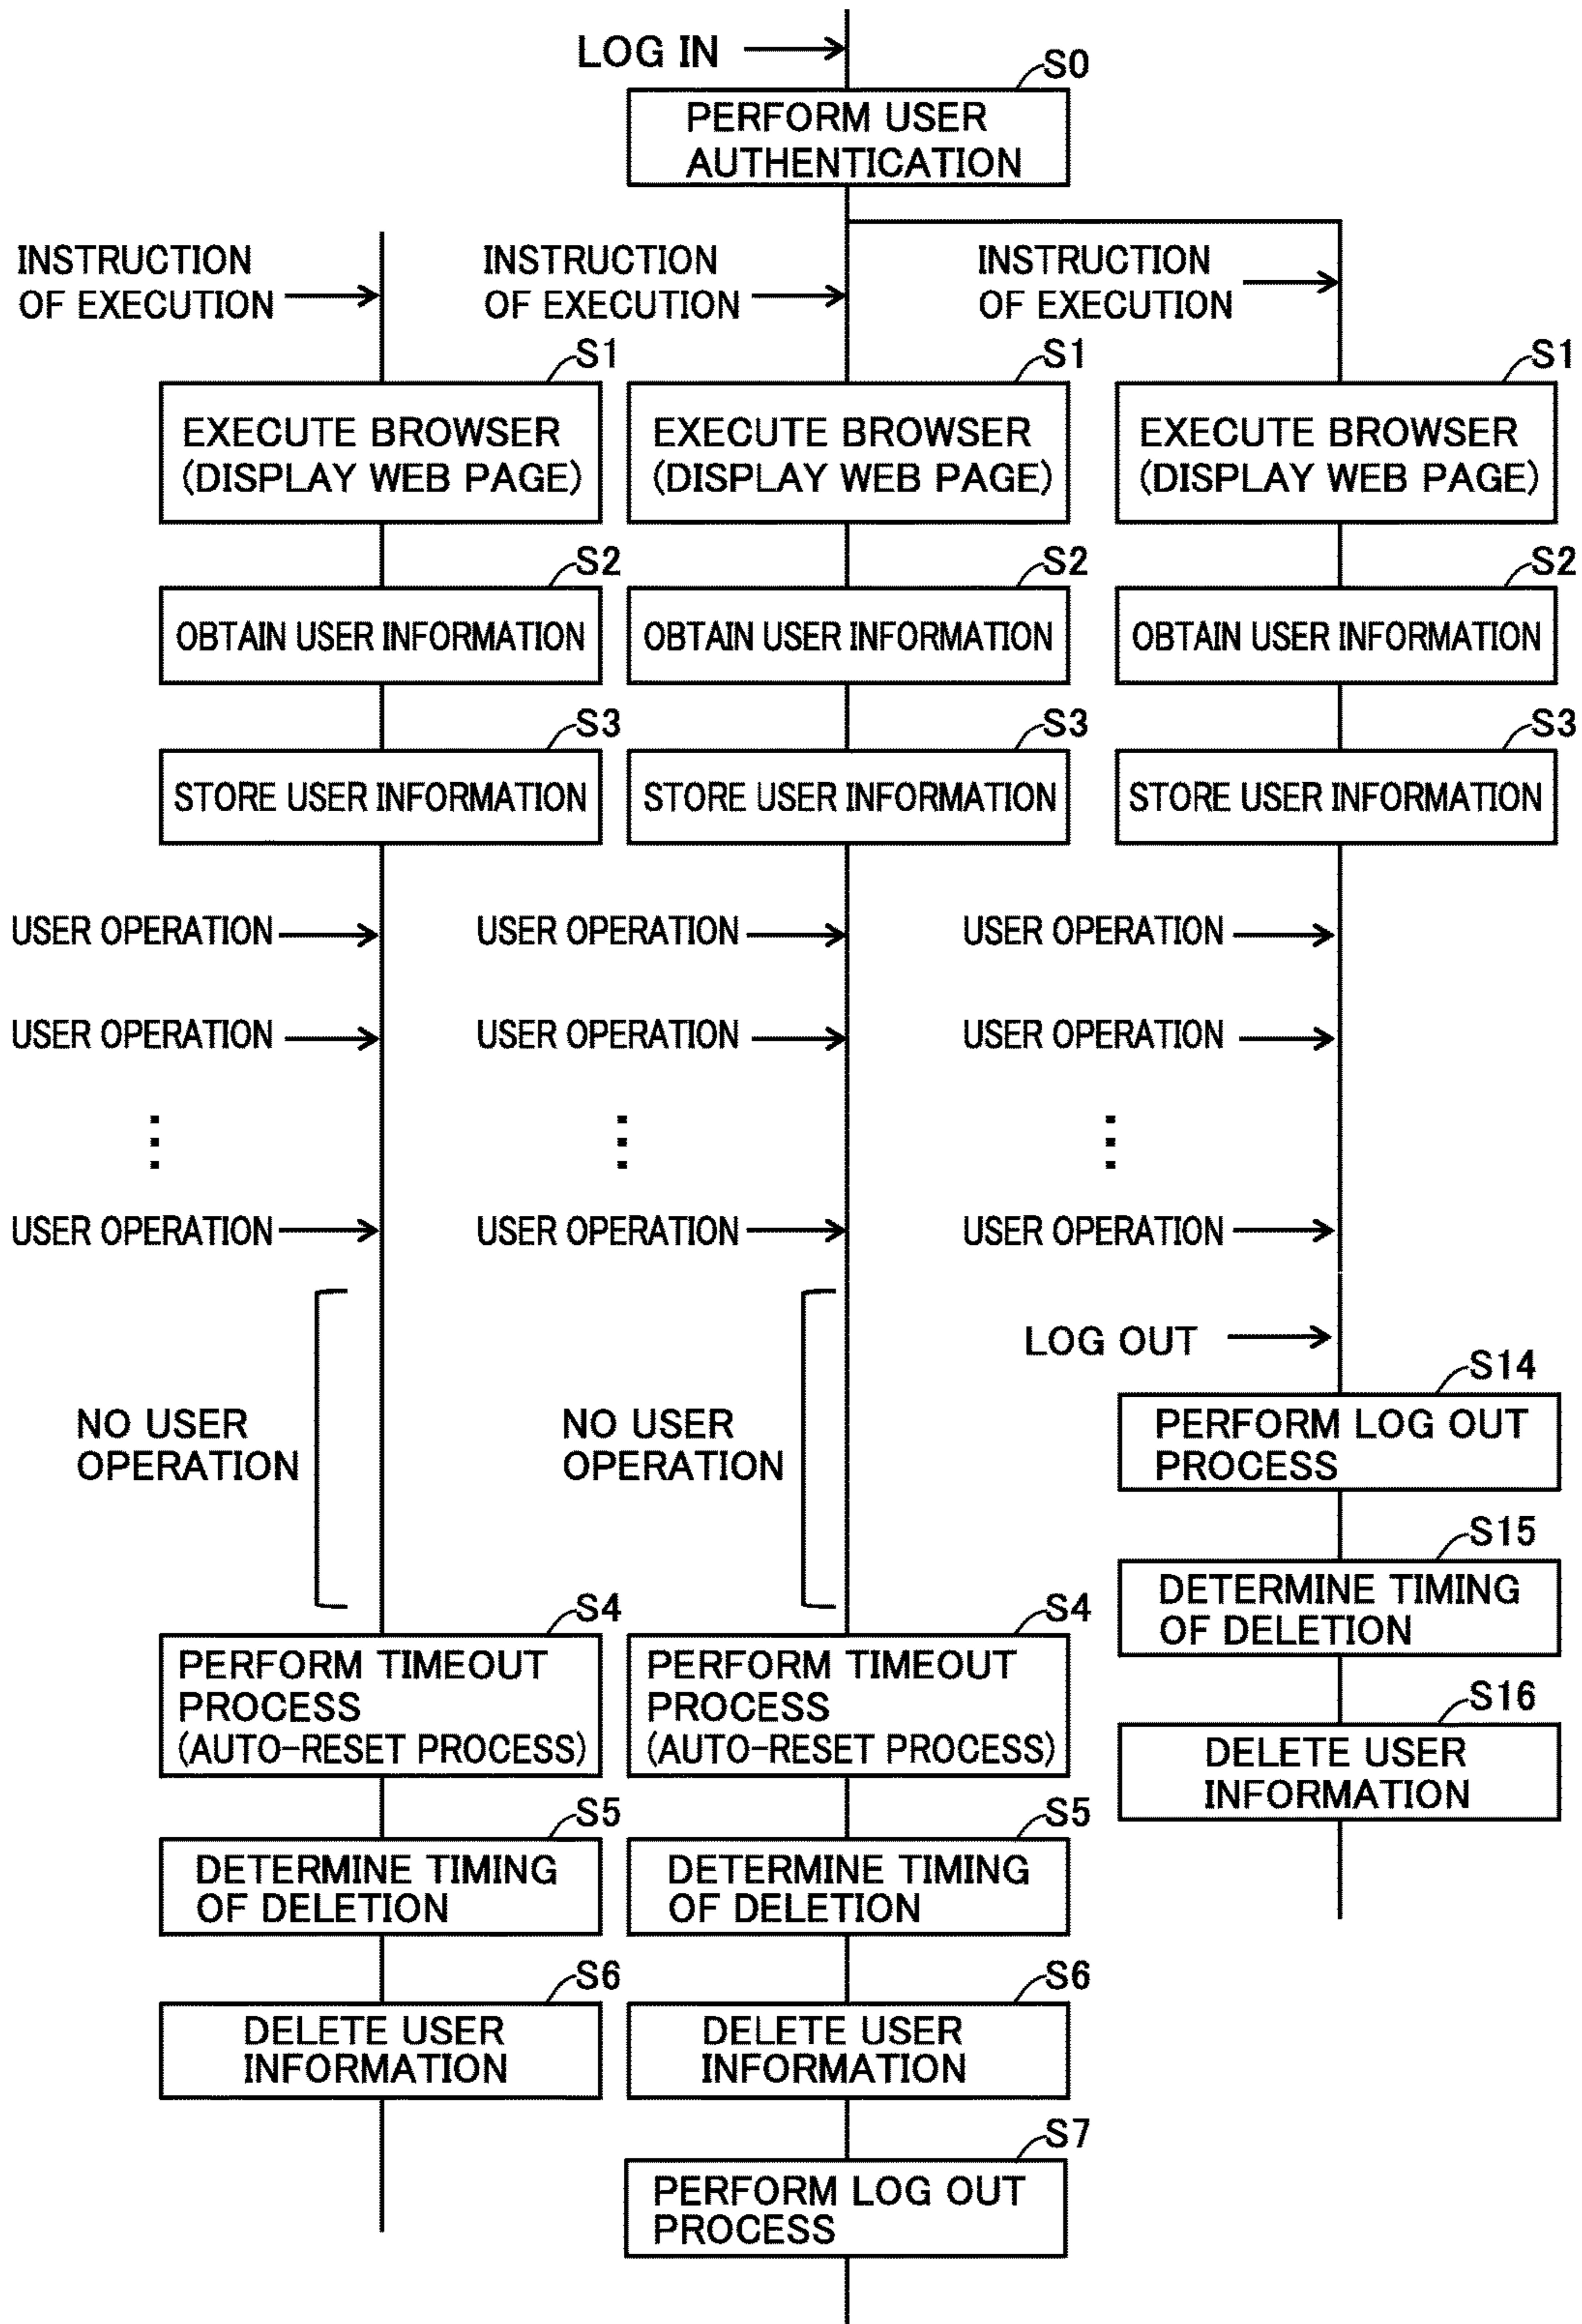 LOG IN
S0
PERFORM USER
AUTHENTICATION
INSTRUCTION
OF EXECUTION
INSTRUCTION
OF EXECUTION
INSTRUCTION
OF EXECUTION
S1
S1
S1
EXECUTE BROWSER
(DISPLAY WEB PAGE)
EXECUTE BROWSER
(DISPLAY WEB PAGE)
EXECUTE BROWSER
(DISPLAY WEB PAGE)
S2
S2
S2
OBTAIN USER INFORMATION
OBTAIN USER INFORMATION
OBTAIN USER INFORMATION
S3
S3
S3
STORE USER INFORMATION
STORE USER INFORMATION
STORE USER INFORMATION
USER OPERATION
USER OPERATION
USER OPERATION
USER OPERATION
USER OPERATION
USER OPERATION
USER OPERATION
USER OPERATION
USER OPERATION
LOG OUT
S14
PERFORM LOG OUT
PROCESS
NO USER
OPERATION
NO USER
OPERATION
S15
DETERMINE TIMING
OF DELETION
S4
S4
PERFORM TIMEOUT
PROCESS
(AUTO-RESET PROCESS)
PERFORM TIMEOUT
PROCESS
(AUTO-RESET PROCESS)
S16
DELETE USER
INFORMATION
S5
S5
DETERMINE TIMING
OF DELETION
DETERMINE TIMING
OF DELETION
S6
S6
DELETE USER
INFORMATION
DELETE USER
INFORMATION
S7
PERFORM LOG OUT
PROCESS